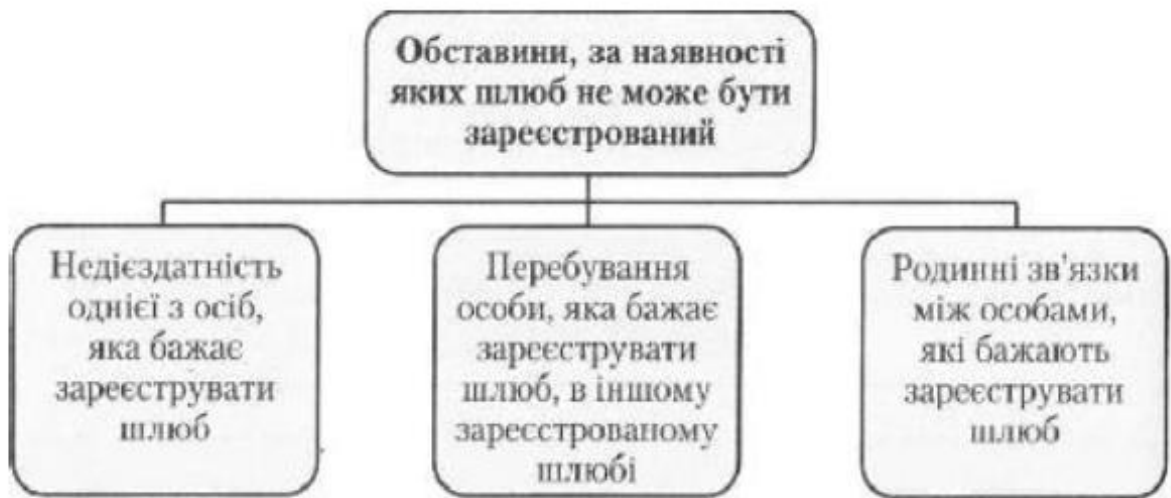 Обставини, за наявності
яких шлюб не може бути
зареєстрований
Недієздатність
однієї з осіб,
яка бажає
зареєструвати
шлюб
Перебування
особи, яка бажає
зареєструвати
шлюб, в іншому
зареєстрованому
шлюбі
Родинні зв'язки
між особами,
які бажають
зареєструвати
шлюб